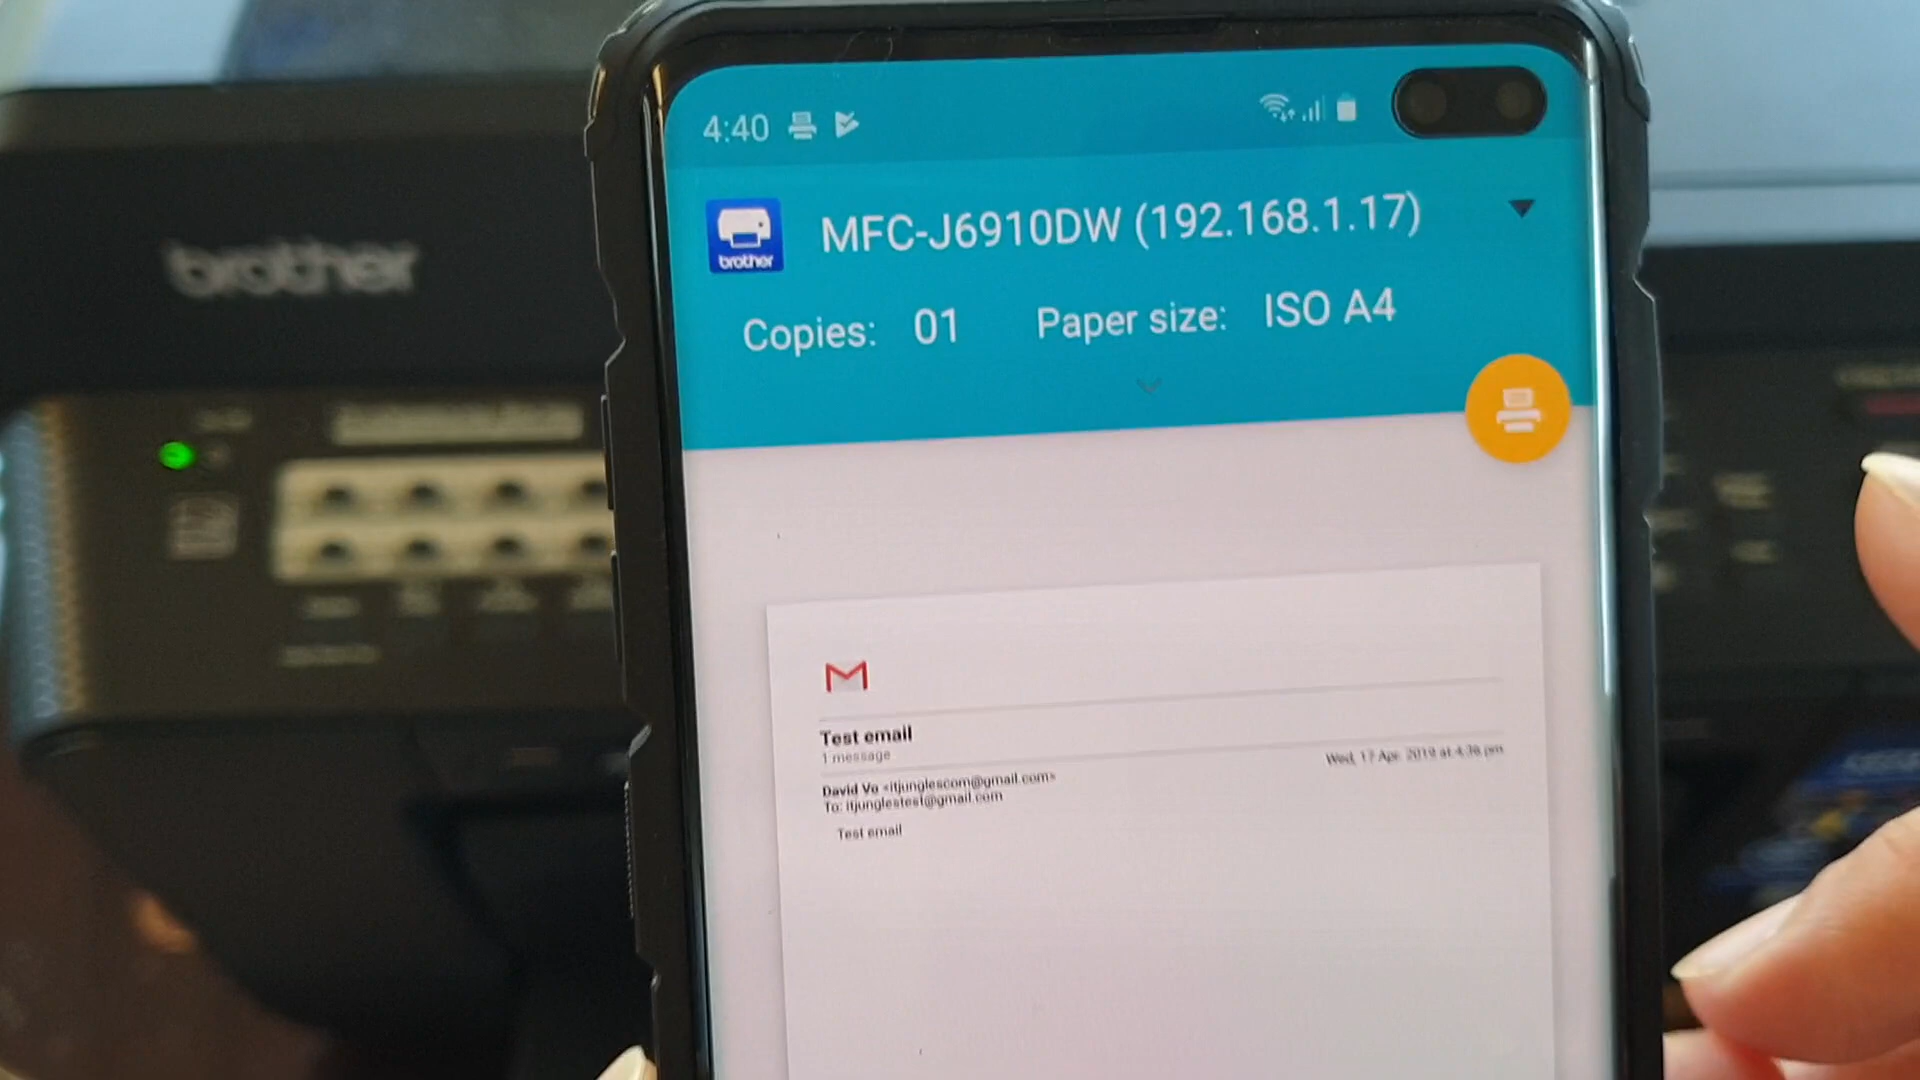 4:40
MFC-J6910DW (192.168.1.17)
brother
Copies: 01 Paper size: ISO A4
brother
Test email
1 message
David Vo <itjunglescom@gmail.com>
Wed, 17 Apr. 2019 at 4:38 pm
To: itjunglestest@gmail.com
Test email